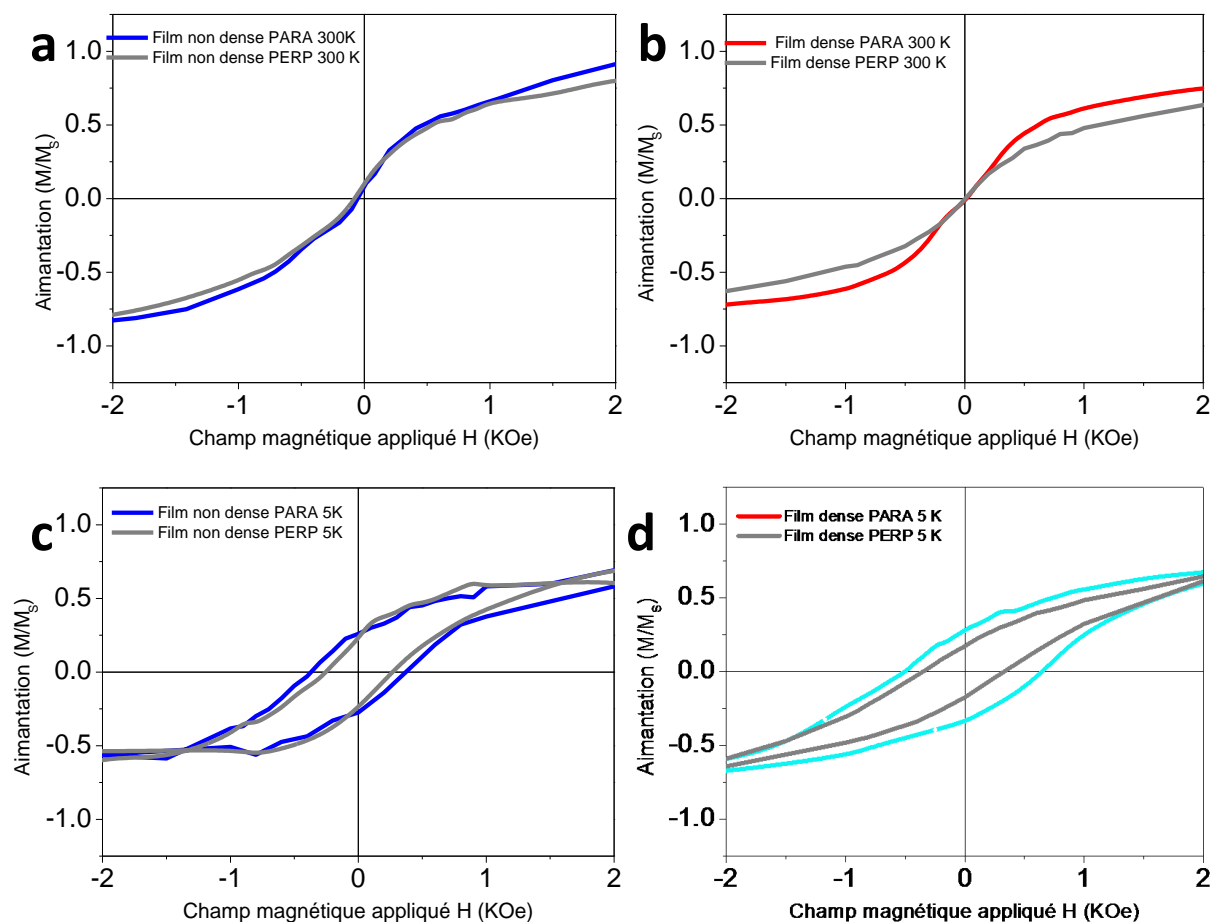 a
Film non dense PARA 300K
Film non dense PERP 300 K
1.0
0.5
0.0
-0.5
-1.0
Aimantation (M/MS)
-2 -1 0 1 2
Champ magnétique appliqué H (KOe)
b
Film dense PARA 300 K
Film dense PERP 300 K
1.0
0.5
0.0
-0.5
-1.0
Aimantation (M/MS)
-2 -1 0 1 2
Champ magnétique appliqué H (KOe)
c
Film non dense PARA 5K
Film non dense PERP 5K
1.0
0.5
0.0
-0.5
-1.0
Aimantation (M/MS)
-2 -1 0 1 2
Champ magnétique appliqué H (KOe)
d
Film dense PARA 5 K
Film dense PERP 5 K
1.0
0.5
0.0
-0.5
-1.0
Aimantation (M/Ms)
-2 -1 0 1 2
Champ magnétique appliqué H (KOe)